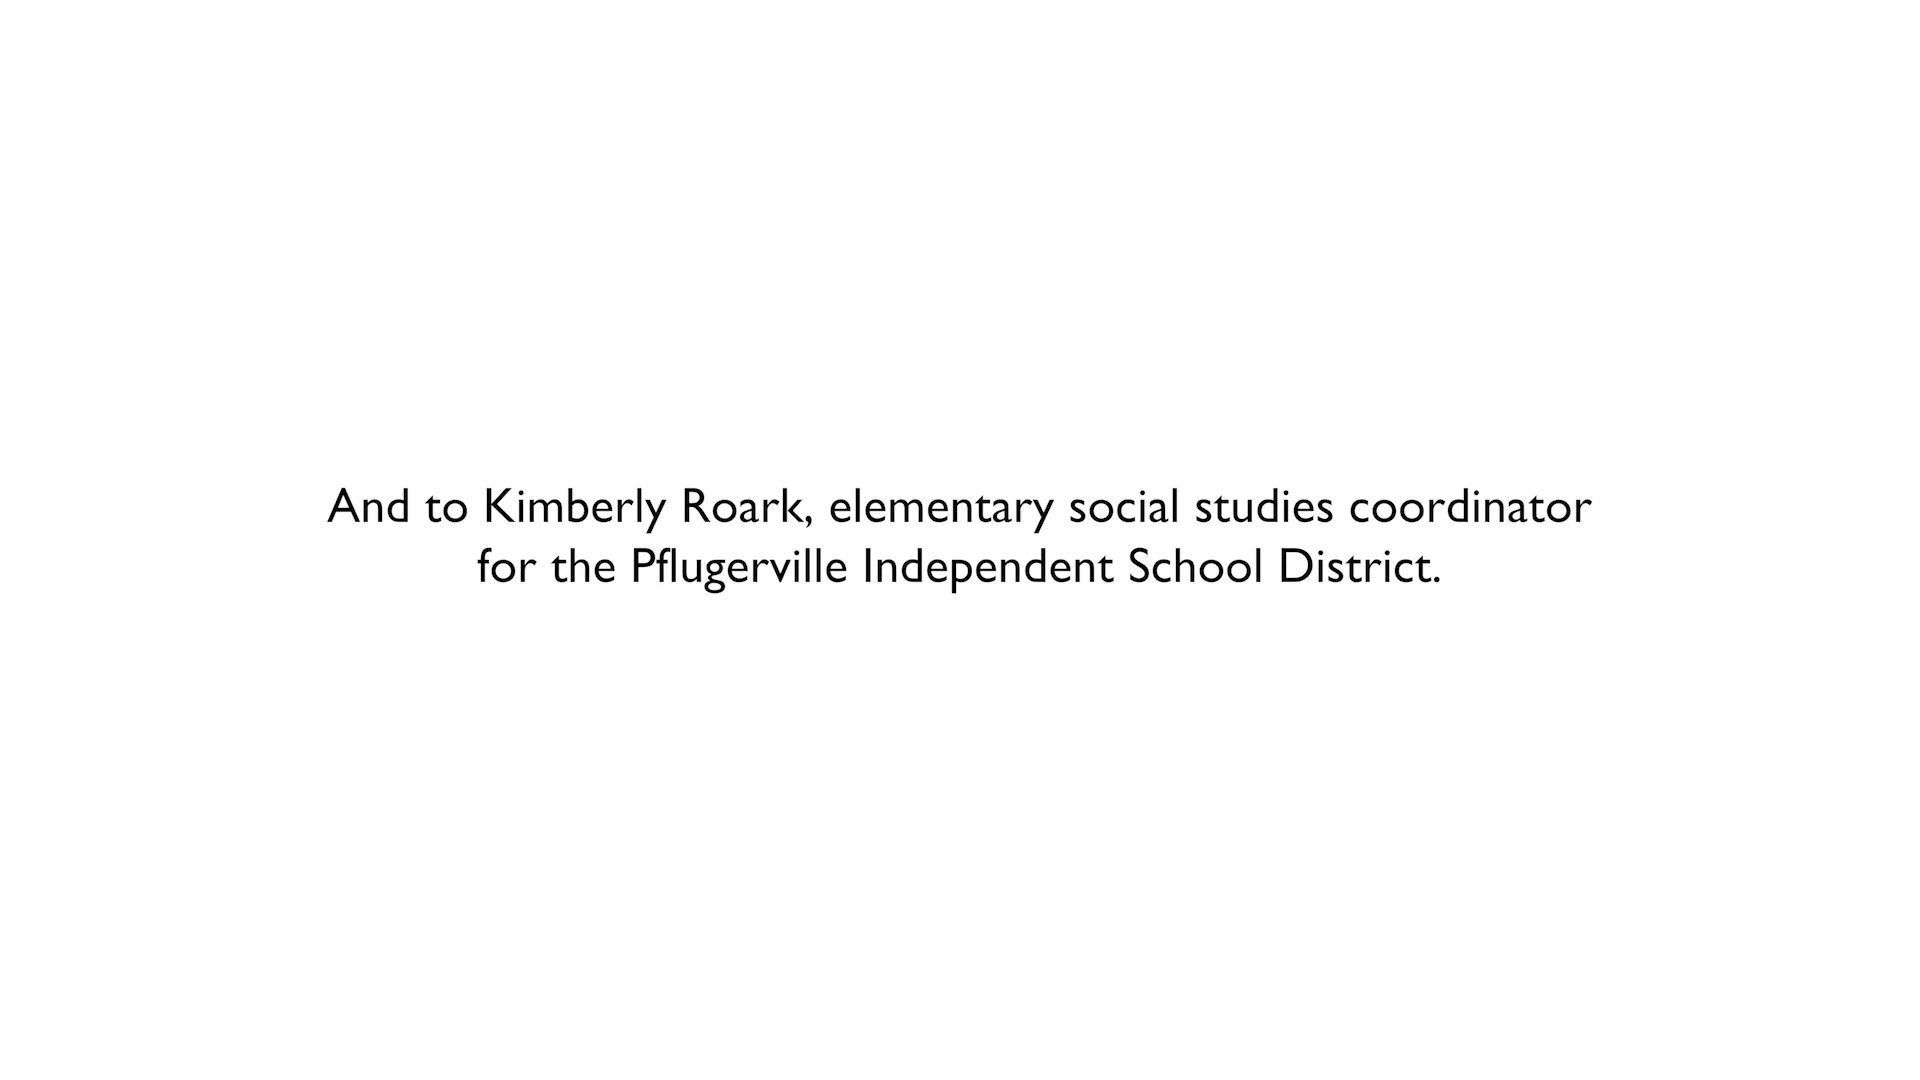 And to Kimberly Roark, elementary social studies coordinator
for the Pflugerville Independent School District.